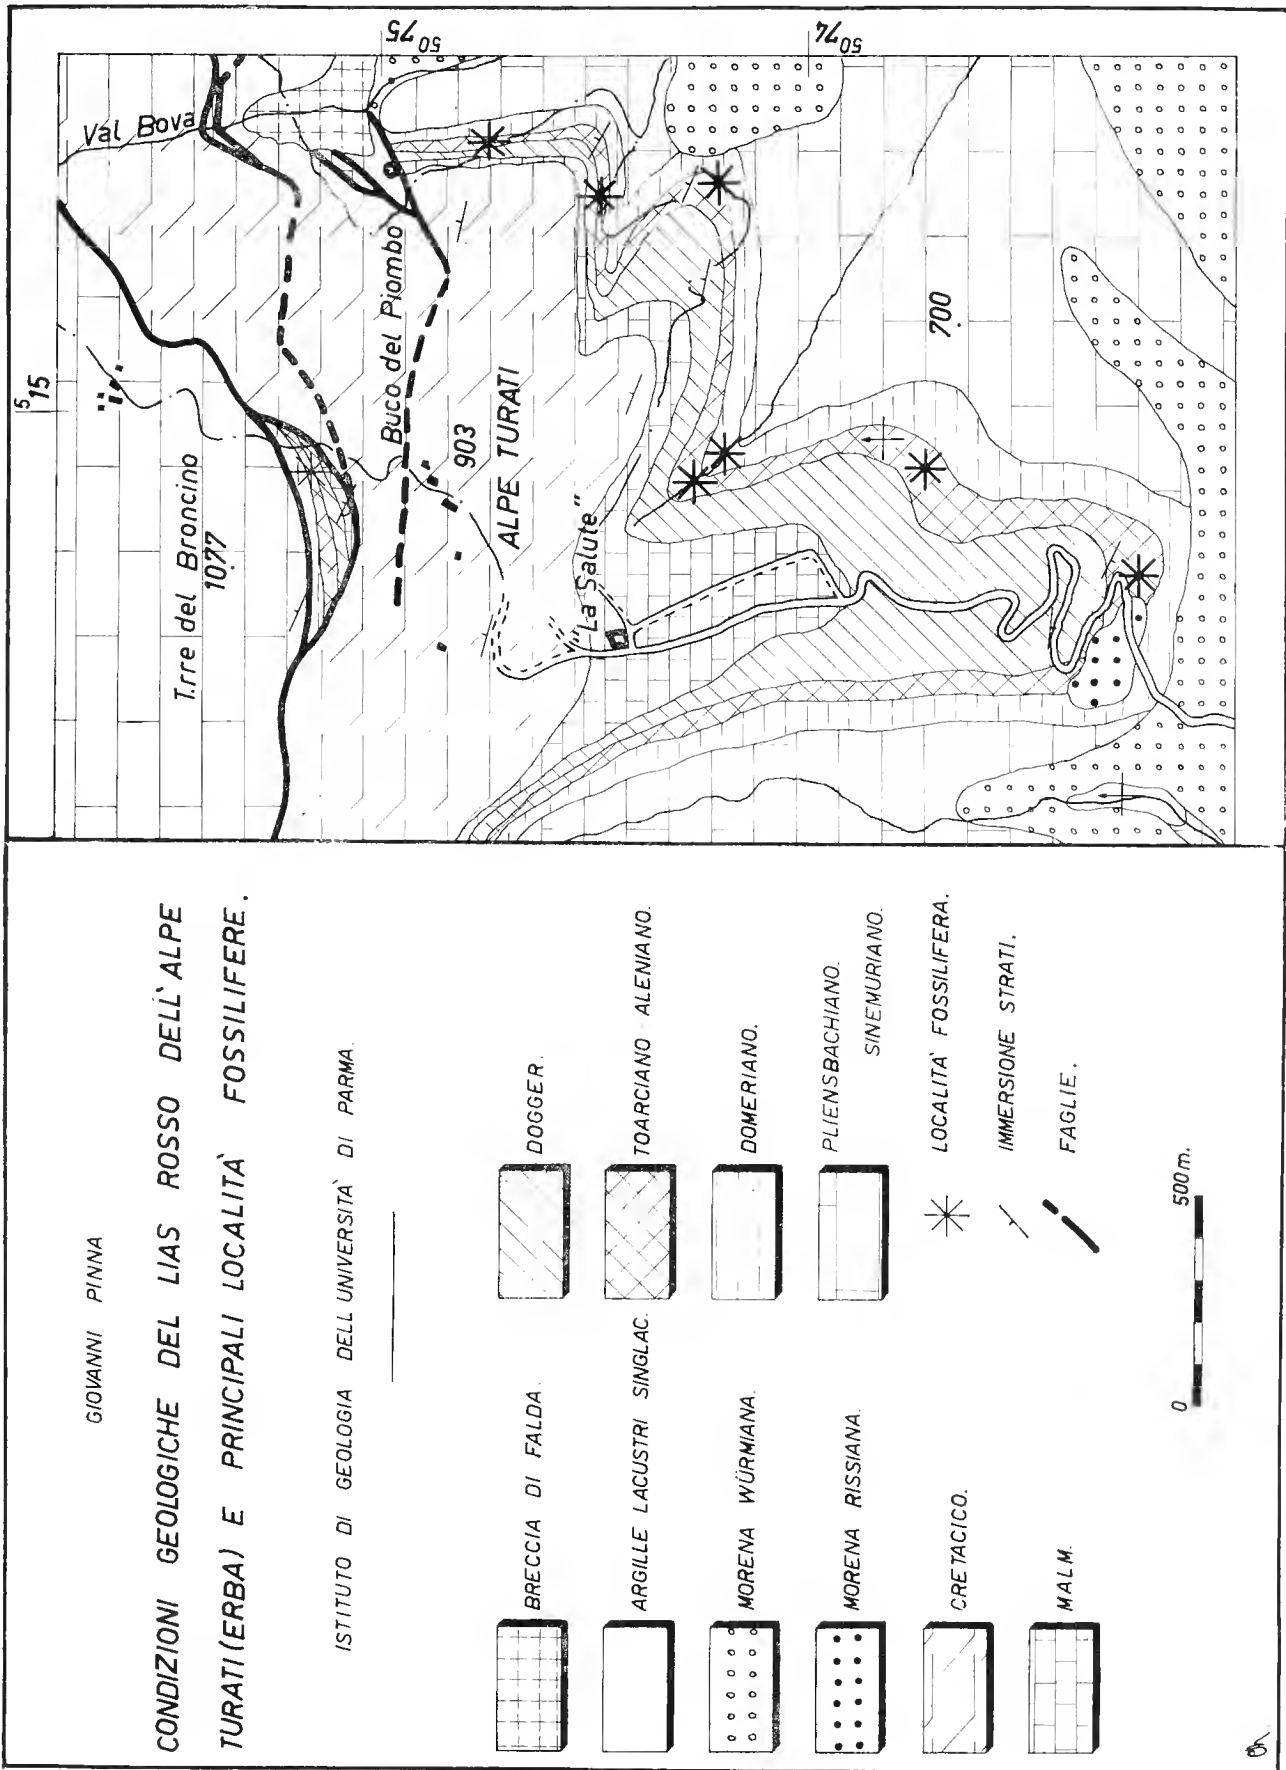 GIOVANNI PINNA
CONDIZIONI GEOLOGICHE DEL LIAS ROSSO DELL'ALPE
TURATI (ERBA) E PRINCIPALI LOCALITÀ FOSSILIFERE.
ISTITUTO DI GEOLOGIA DELL'UNIVERSITÀ DI PARMA.
BRECCIA DI FALDA.
ARGILLE LACUSTRI SINGLAC.
MORENA WÜRMIANA.
MORENA RISSIANA.
CRETACICO.
MALM.
DOGGER.
TOARCIANO-ALENIANO.
DOMERIANO.
PLIENSBACHIANO.
SINEMURIANO.
LOCALITA' FOSSILIFERA.
IMMERSIONE STRATI.
FAGLIE.
0 500 m.
5 15
50 75
50 74
Val Bova
T.rre del Broncino
1077
Buco del Piombo
903
ALPE TURATI
"La Salute"
700